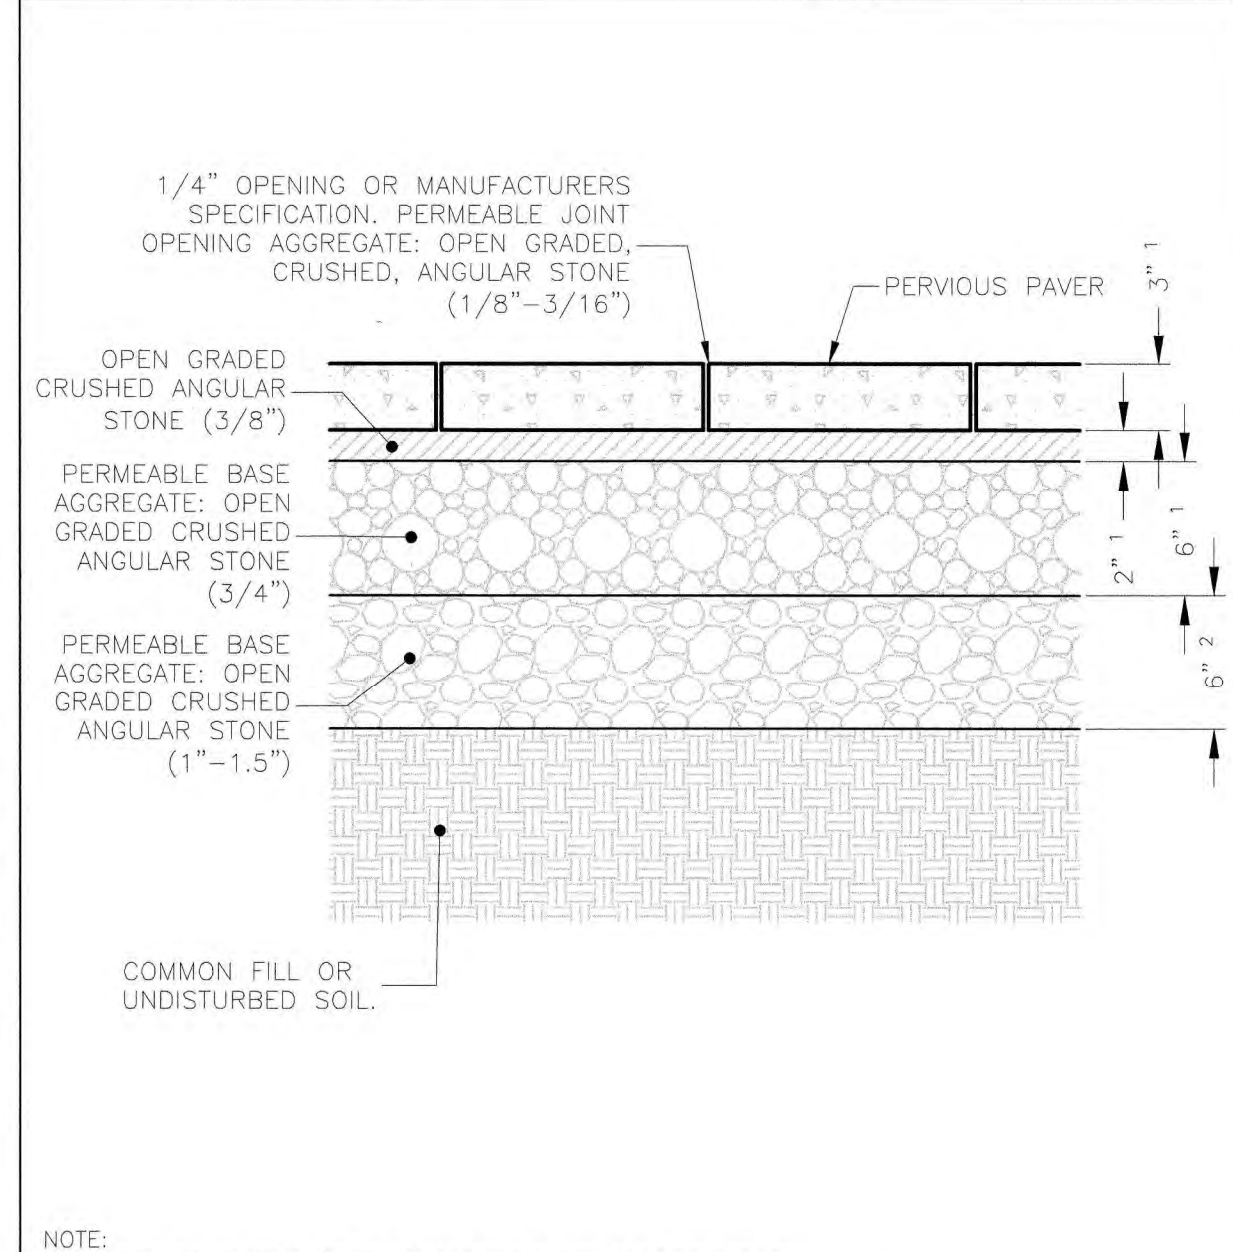 1/4" OPENING OR MANUFACTURERS
SPECIFICATION. PERMEABLE JOINT
OPENING AGGREGATE: OPEN GRADED,
CRUSHED, ANGULAR STONE
(1/8"-3/16")
PERVIOUS PAVER
3" 1
OPEN GRADED
CRUSHED ANGULAR
STONE (3/8")
PERMEABLE BASE
AGGREGATE: OPEN
GRADED CRUSHED
ANGULAR STONE
(3/4")
2" 1
6" 1
PERMEABLE BASE
AGGREGATE: OPEN
GRADED CRUSHED
ANGULAR STONE
(1"-1.5")
6" 2
COMMON FILL OR
UNDISTURBED SOIL.
NOTE: